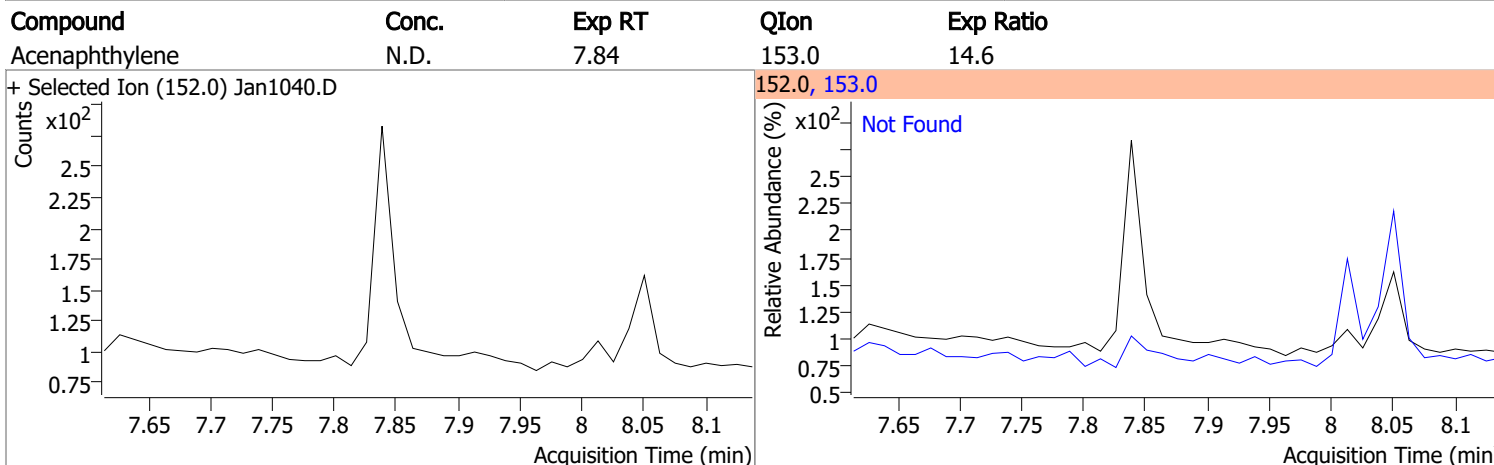 Compound Conc. Exp RT QIon Exp Ratio
Acenaphthylene N.D. 7.84 153.0 14.6
+ Selected Ion (152.0) Jan1040.D
Counts
x10²
2.5
2.25
2
1.75
1.5
1.25
1
0.75
7.65 7.7 7.75 7.8 7.85 7.9 7.95 8 8.05 8.1
Acquisition Time (min)
152.0, 153.0
Relative Abundance (%)
x10²
Not Found
2.5
2.25
2
1.75
1.5
1.25
1
0.75
0.5
7.65 7.7 7.75 7.8 7.85 7.9 7.95 8 8.05 8.1
Acquisition Time (min